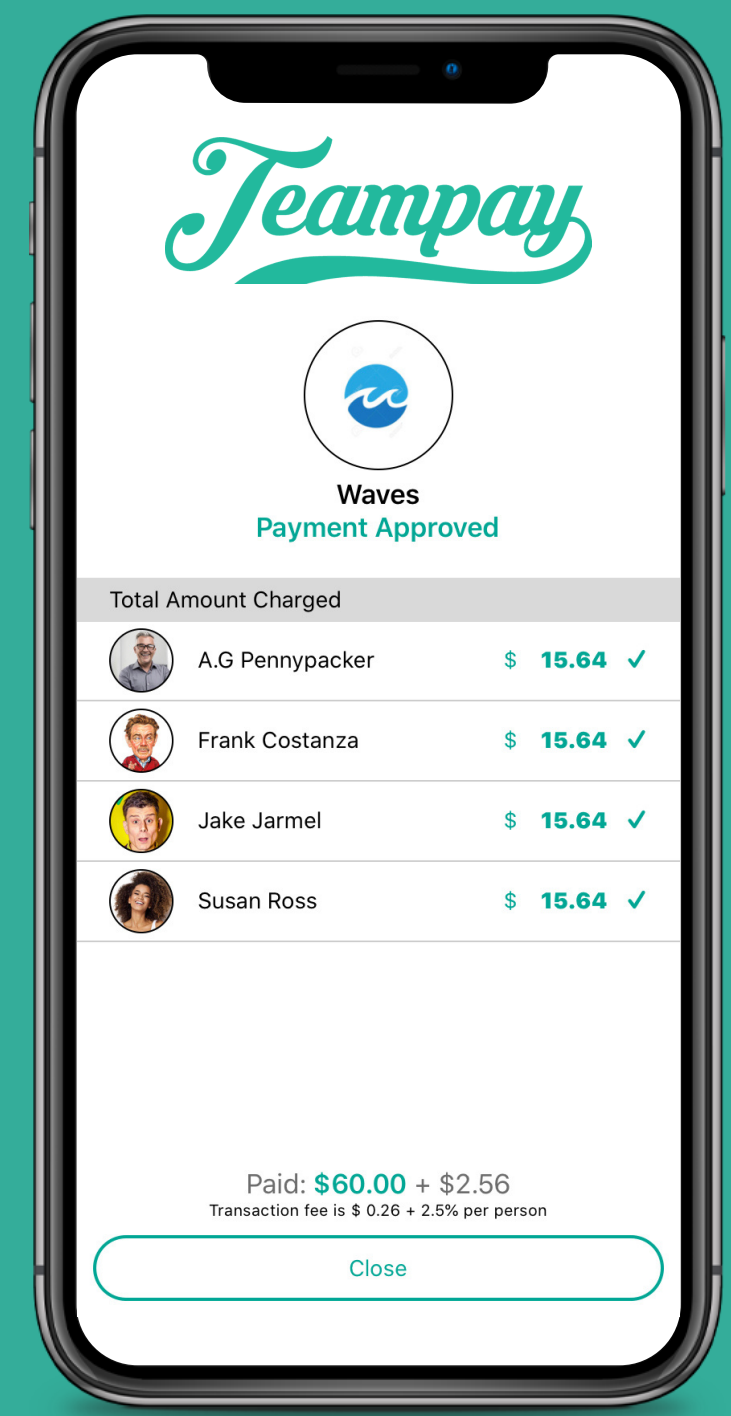 Teampay
Waves
Payment Approved
Total Amount Charged
A.G Pennypacker $ 15.64 ✓
Frank Costanza $ 15.64 ✓
Jake Jarmel $ 15.64 ✓
Susan Ross $ 15.64 ✓
Paid: $60.00 + $2.56
Transaction fee is $ 0.26 + 2.5% per person
Close